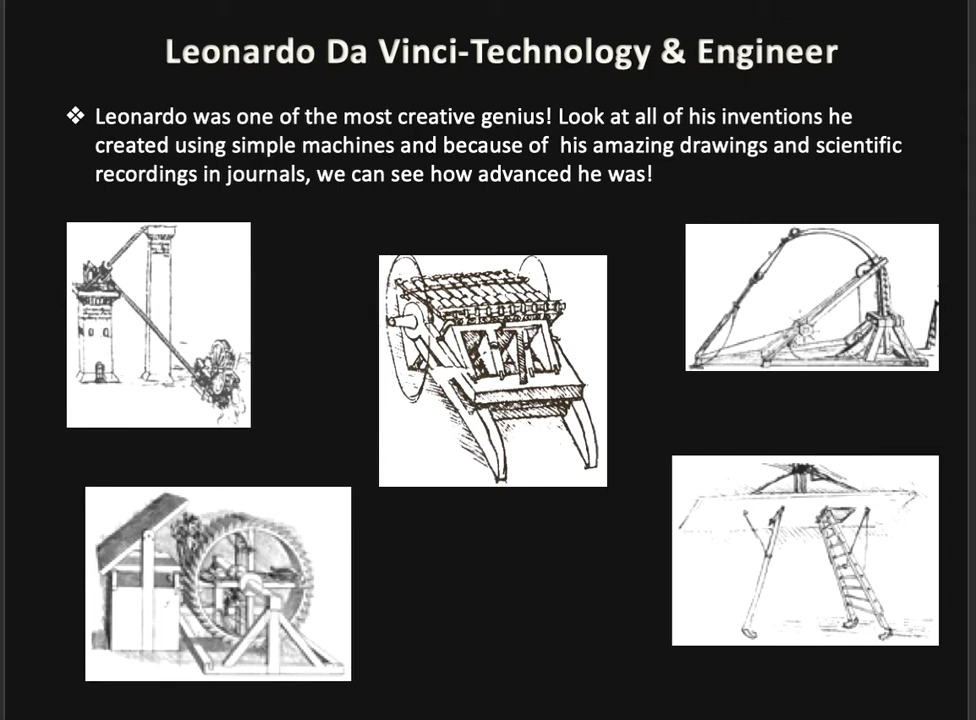 Leonardo Da Vinci-Technology & Engineer
❖ Leonardo was one of the most creative genius! Look at all of his inventions he
created using simple machines and because of  his amazing drawings and scientific
recordings in journals, we can see how advanced he was!